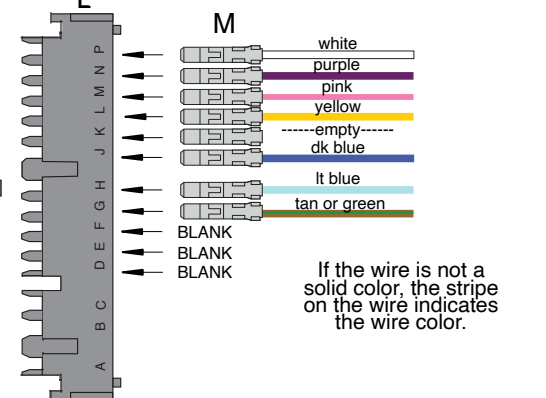 L
M
P
N
M
L
K
J
H
G
F
E
D
C
B
A
white
purple
pink
yellow
------empty------
dk blue
lt blue
tan or green
BLANK
BLANK
BLANK
If the wire is not a
solid color, the stripe
on the wire indicates
the wire color.